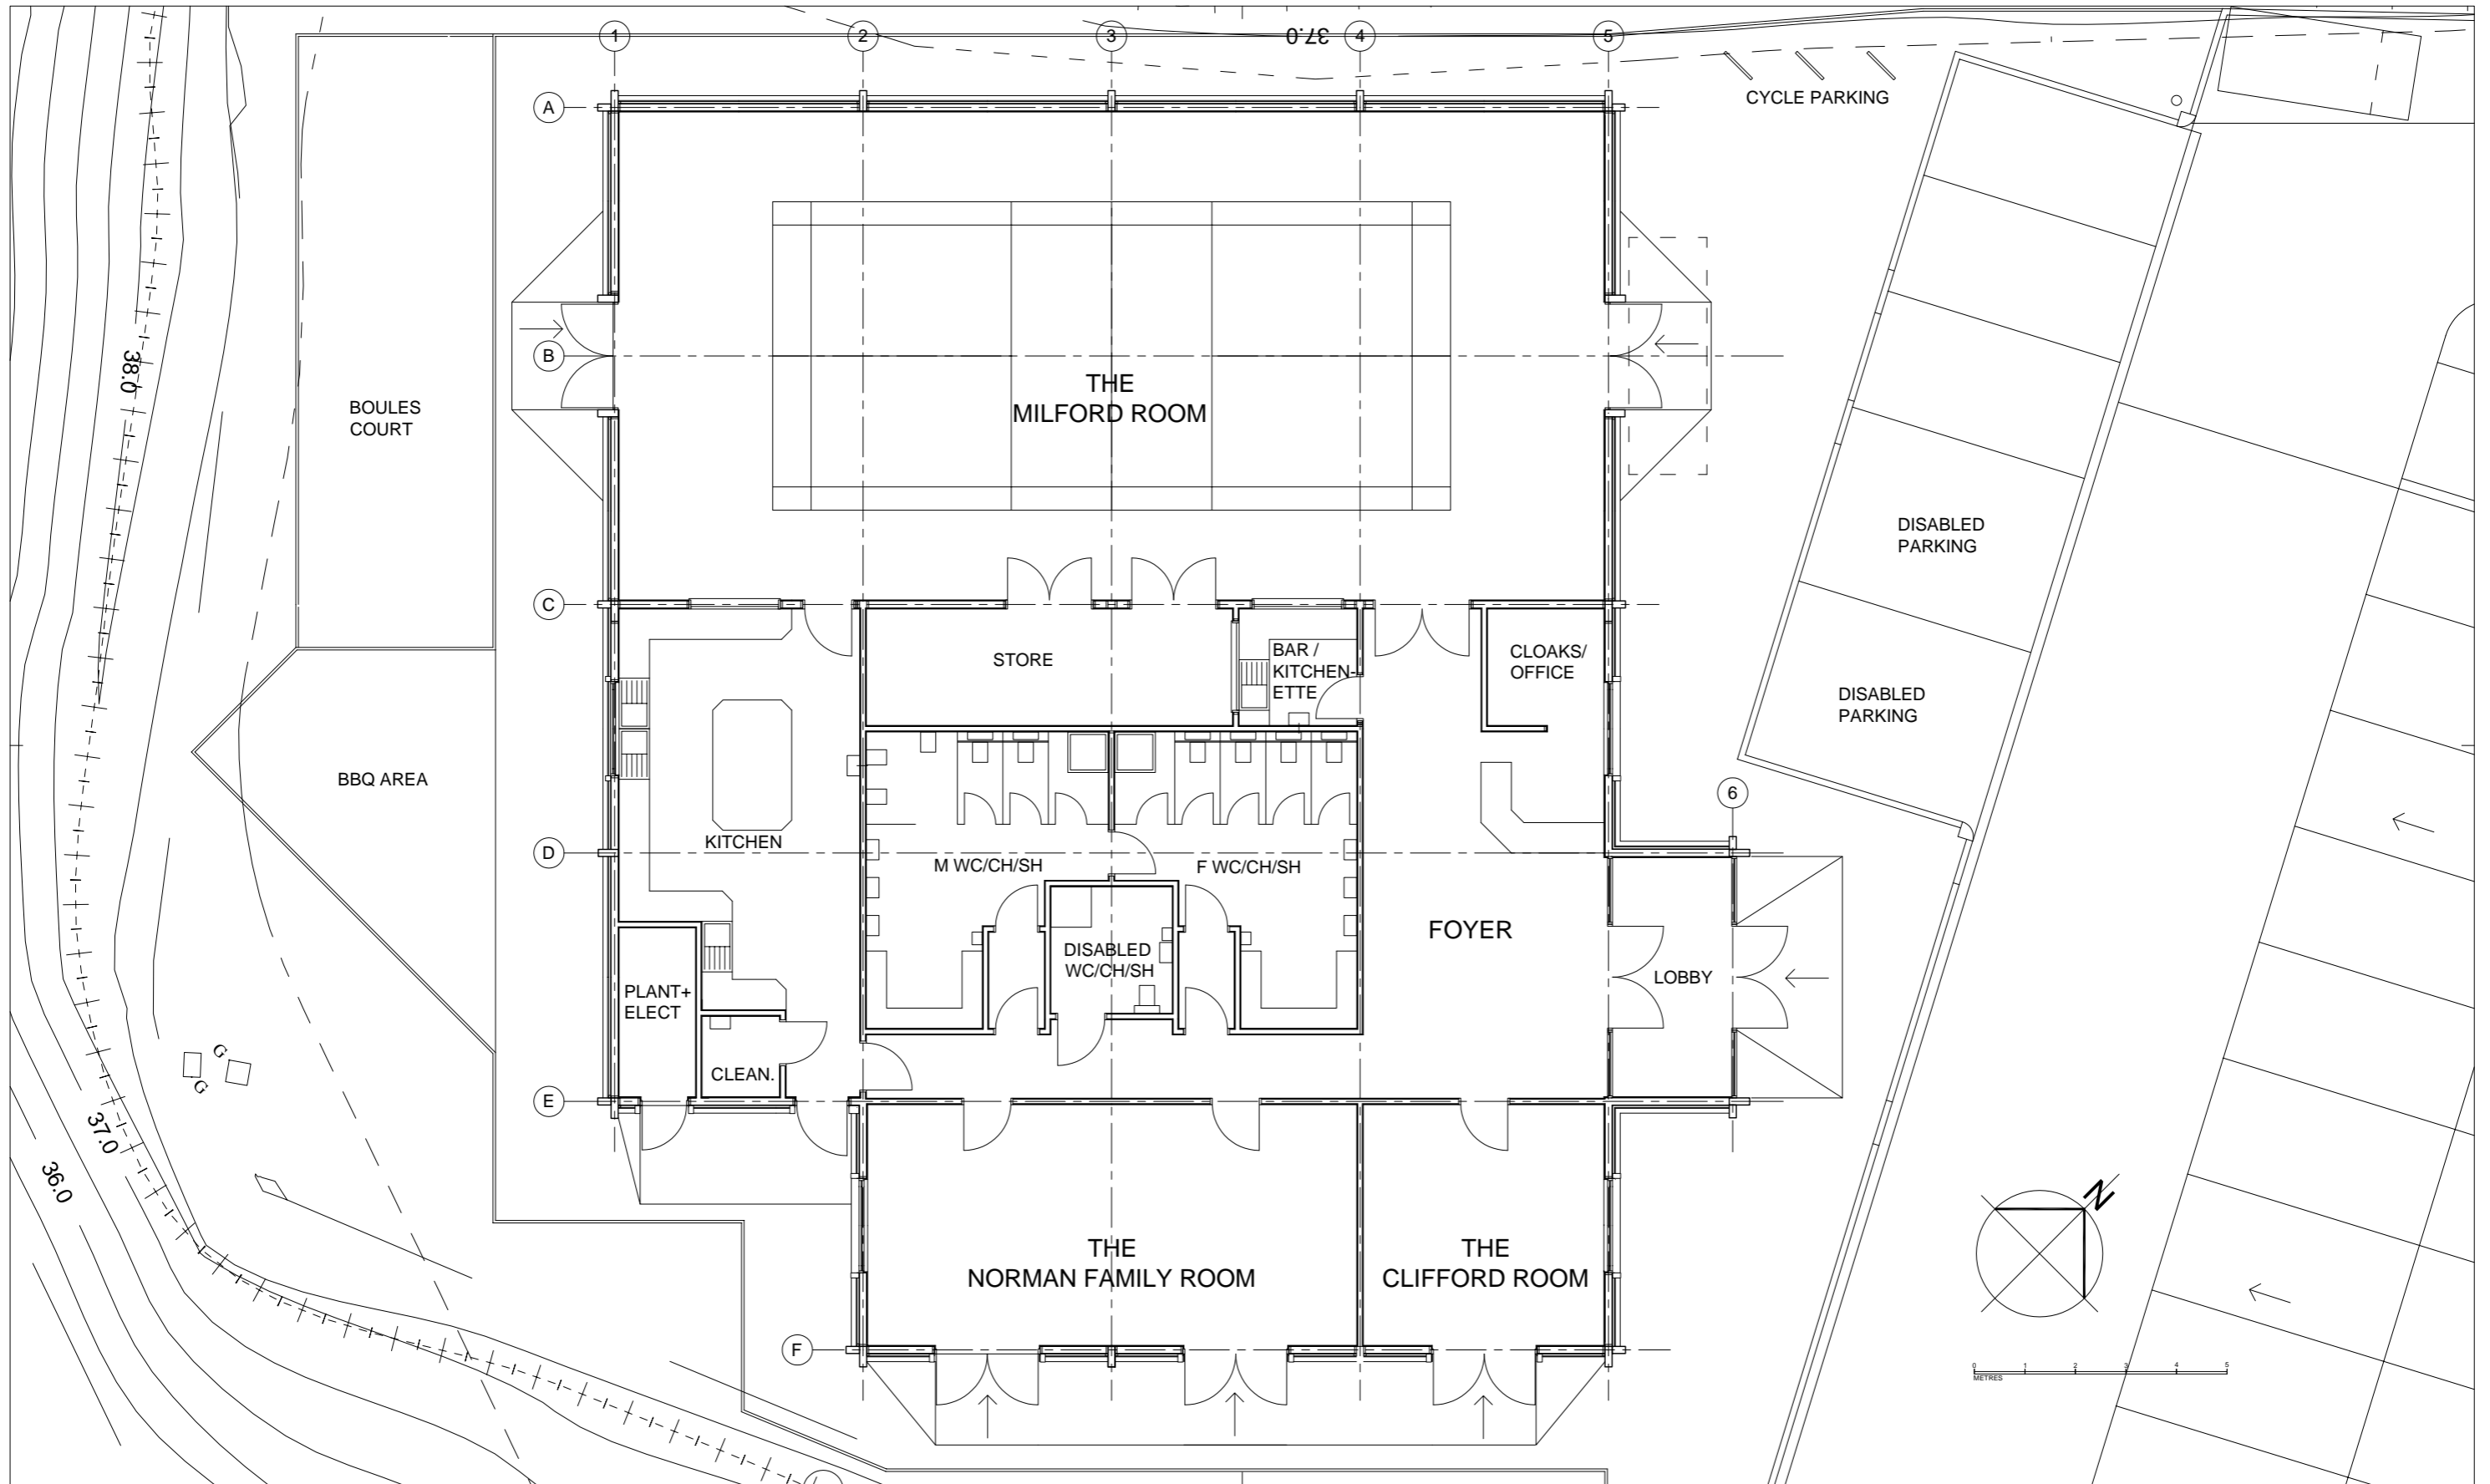 1
2
3
4
5
37.0
A
CYCLE PARKING
38.0
B
THE
MILFORD ROOM
BOULES
COURT
DISABLED
PARKING
C
STORE
BAR /
KITCHEN-
ETTE
CLOAKS/
OFFICE
DISABLED
PARKING
BBQ AREA
6
KITCHEN
D
M WC/CH/SH
F WC/CH/SH
FOYER
DISABLED
WC/CH/SH
LOBBY
PLANT+
ELECT
G
G
CLEAN.
E
37.0
36.0
N
THE
NORMAN FAMILY ROOM
THE
CLIFFORD ROOM
F
0 1 2 3 4 5
METRES